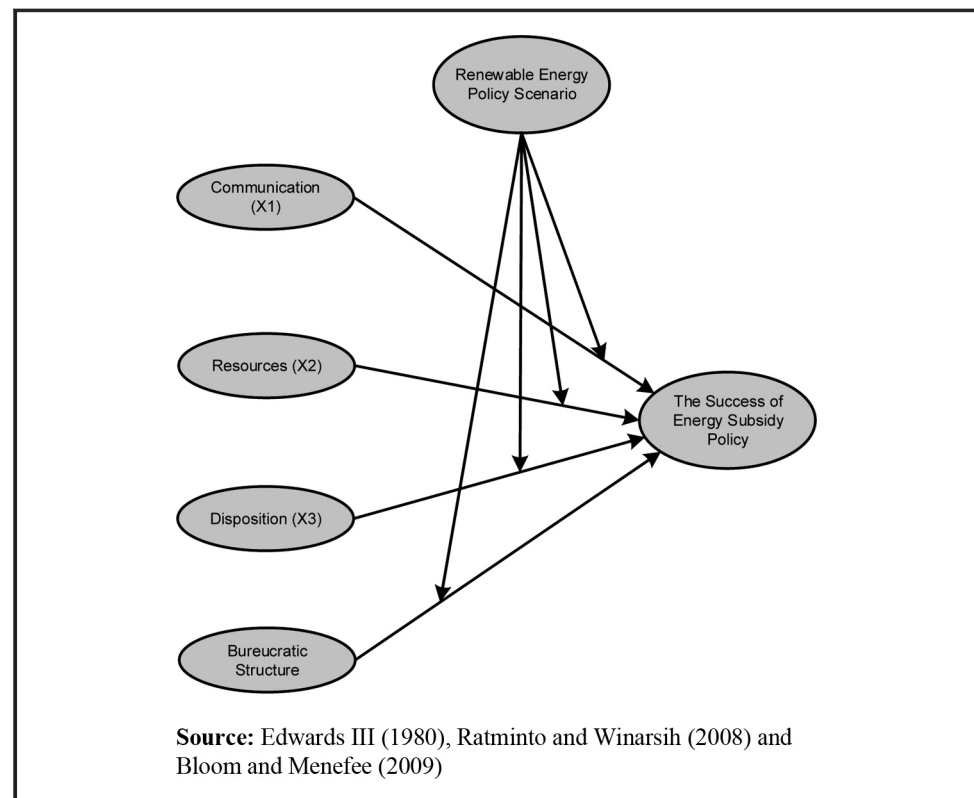 Renewable Energy
Policy Scenario
Communication
(X1)
Resources (X2)
The Success of
Energy Subsidy
Policy
Disposition (X3)
Bureucratic
Structure
Source: Edwards III (1980), Ratminto and Winarsih (2008) and
Bloom and Menefee (2009)